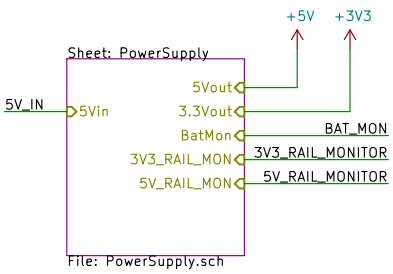 +5V +3V3
Sheet: PowerSupply
5Vout
5V_IN 5Vin 3.3Vout
BatMon BAT_MON
3V3_RAIL_MON 3V3_RAIL_MONITOR
5V_RAIL_MON 5V_RAIL_MONITOR
File: PowerSupply.sch